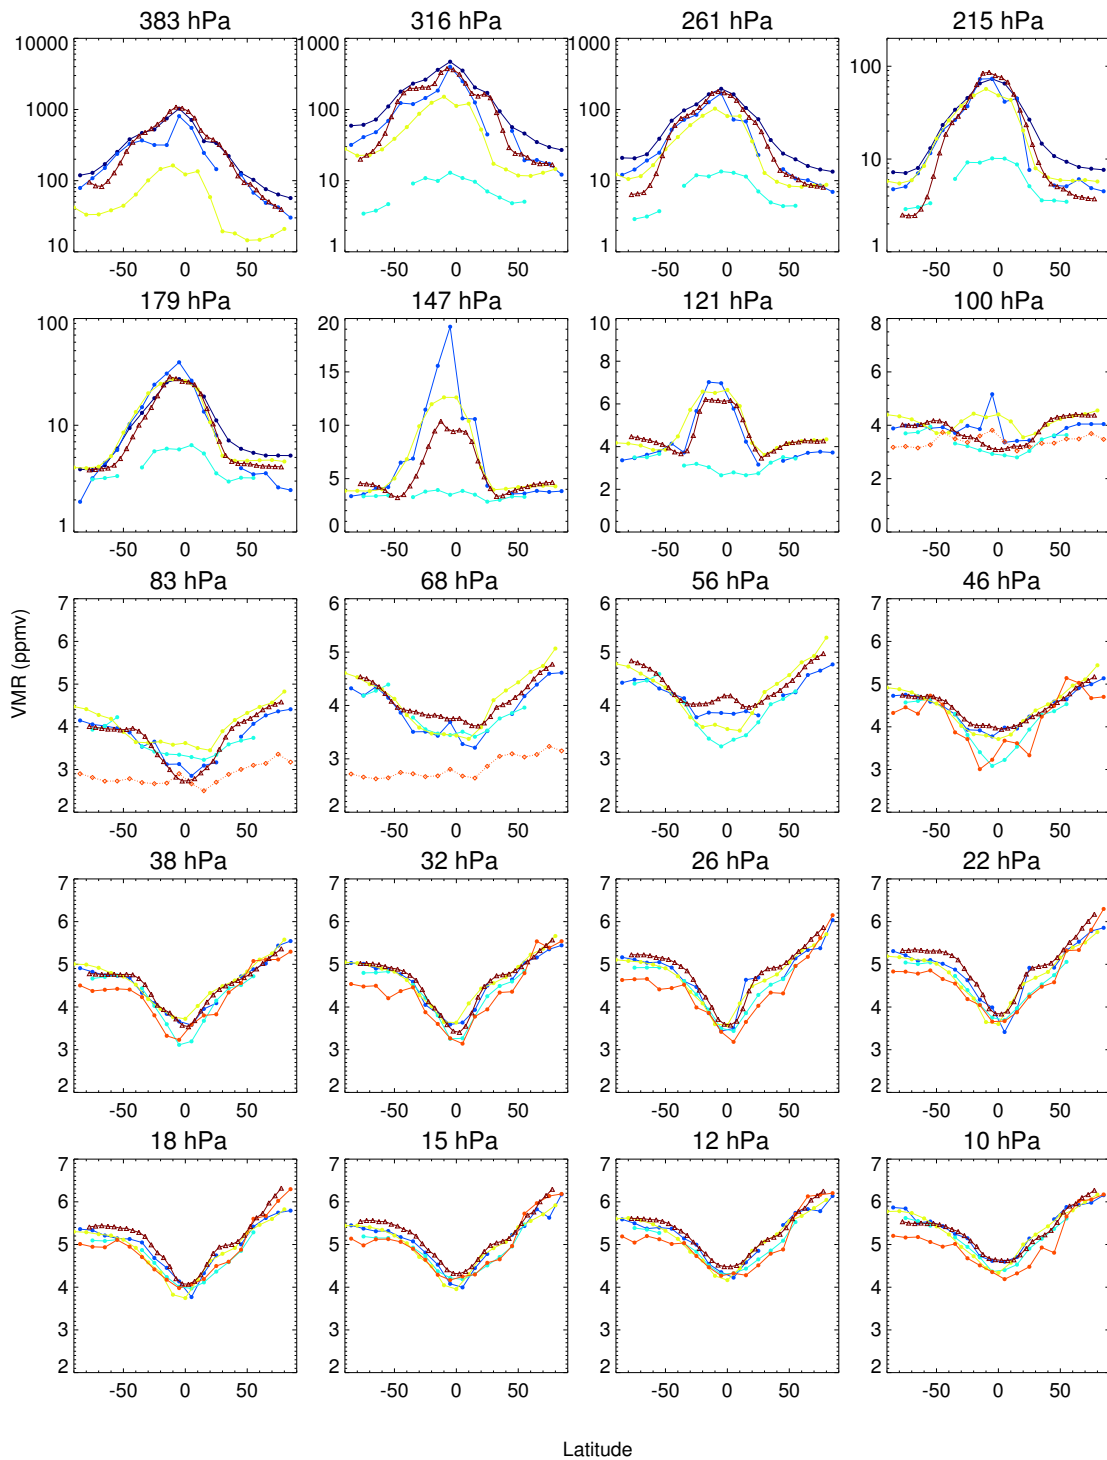 383 hPa 316 hPa 261 hPa 215 hPa
10000 1000 1000 100
1000 100 100 10
100 10 10 1
10 1 1
-50 0 50 -50 0 50 -50 0 50 -50 0 50
179 hPa 147 hPa 121 hPa 100 hPa
100 20 10 8
10 15 8 6
1 10 6 4
5 4 2
0 2 0
0
-50 0 50 -50 0 50 -50 0 50 -50 0 50
83 hPa 68 hPa 56 hPa 46 hPa
7 6 6 7
6 5 5 6
5 4 4 5
4 3 3 4
3 2 2 3
2 2
-50 0 50 -50 0 50 -50 0 50 -50 0 50
VMR (ppmv)
38 hPa 32 hPa 26 hPa 22 hPa
7 7 7 7
6 6 6 6
5 5 5 5
4 4 4 4
3 3 3 3
2 2 2 2
-50 0 50 -50 0 50 -50 0 50 -50 0 50
18 hPa 15 hPa 12 hPa 10 hPa
7 7 7 7
6 6 6 6
5 5 5 5
4 4 4 4
3 3 3 3
2 2 2 2
-50 0 50 -50 0 50 -50 0 50 -50 0 50
Latitude